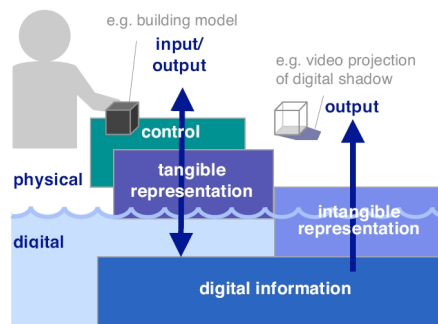 e.g. building model
input/
output
e.g. video projection
of digital shadow
output
control
tangible
representation
physical
intangible
representation
digital
digital information